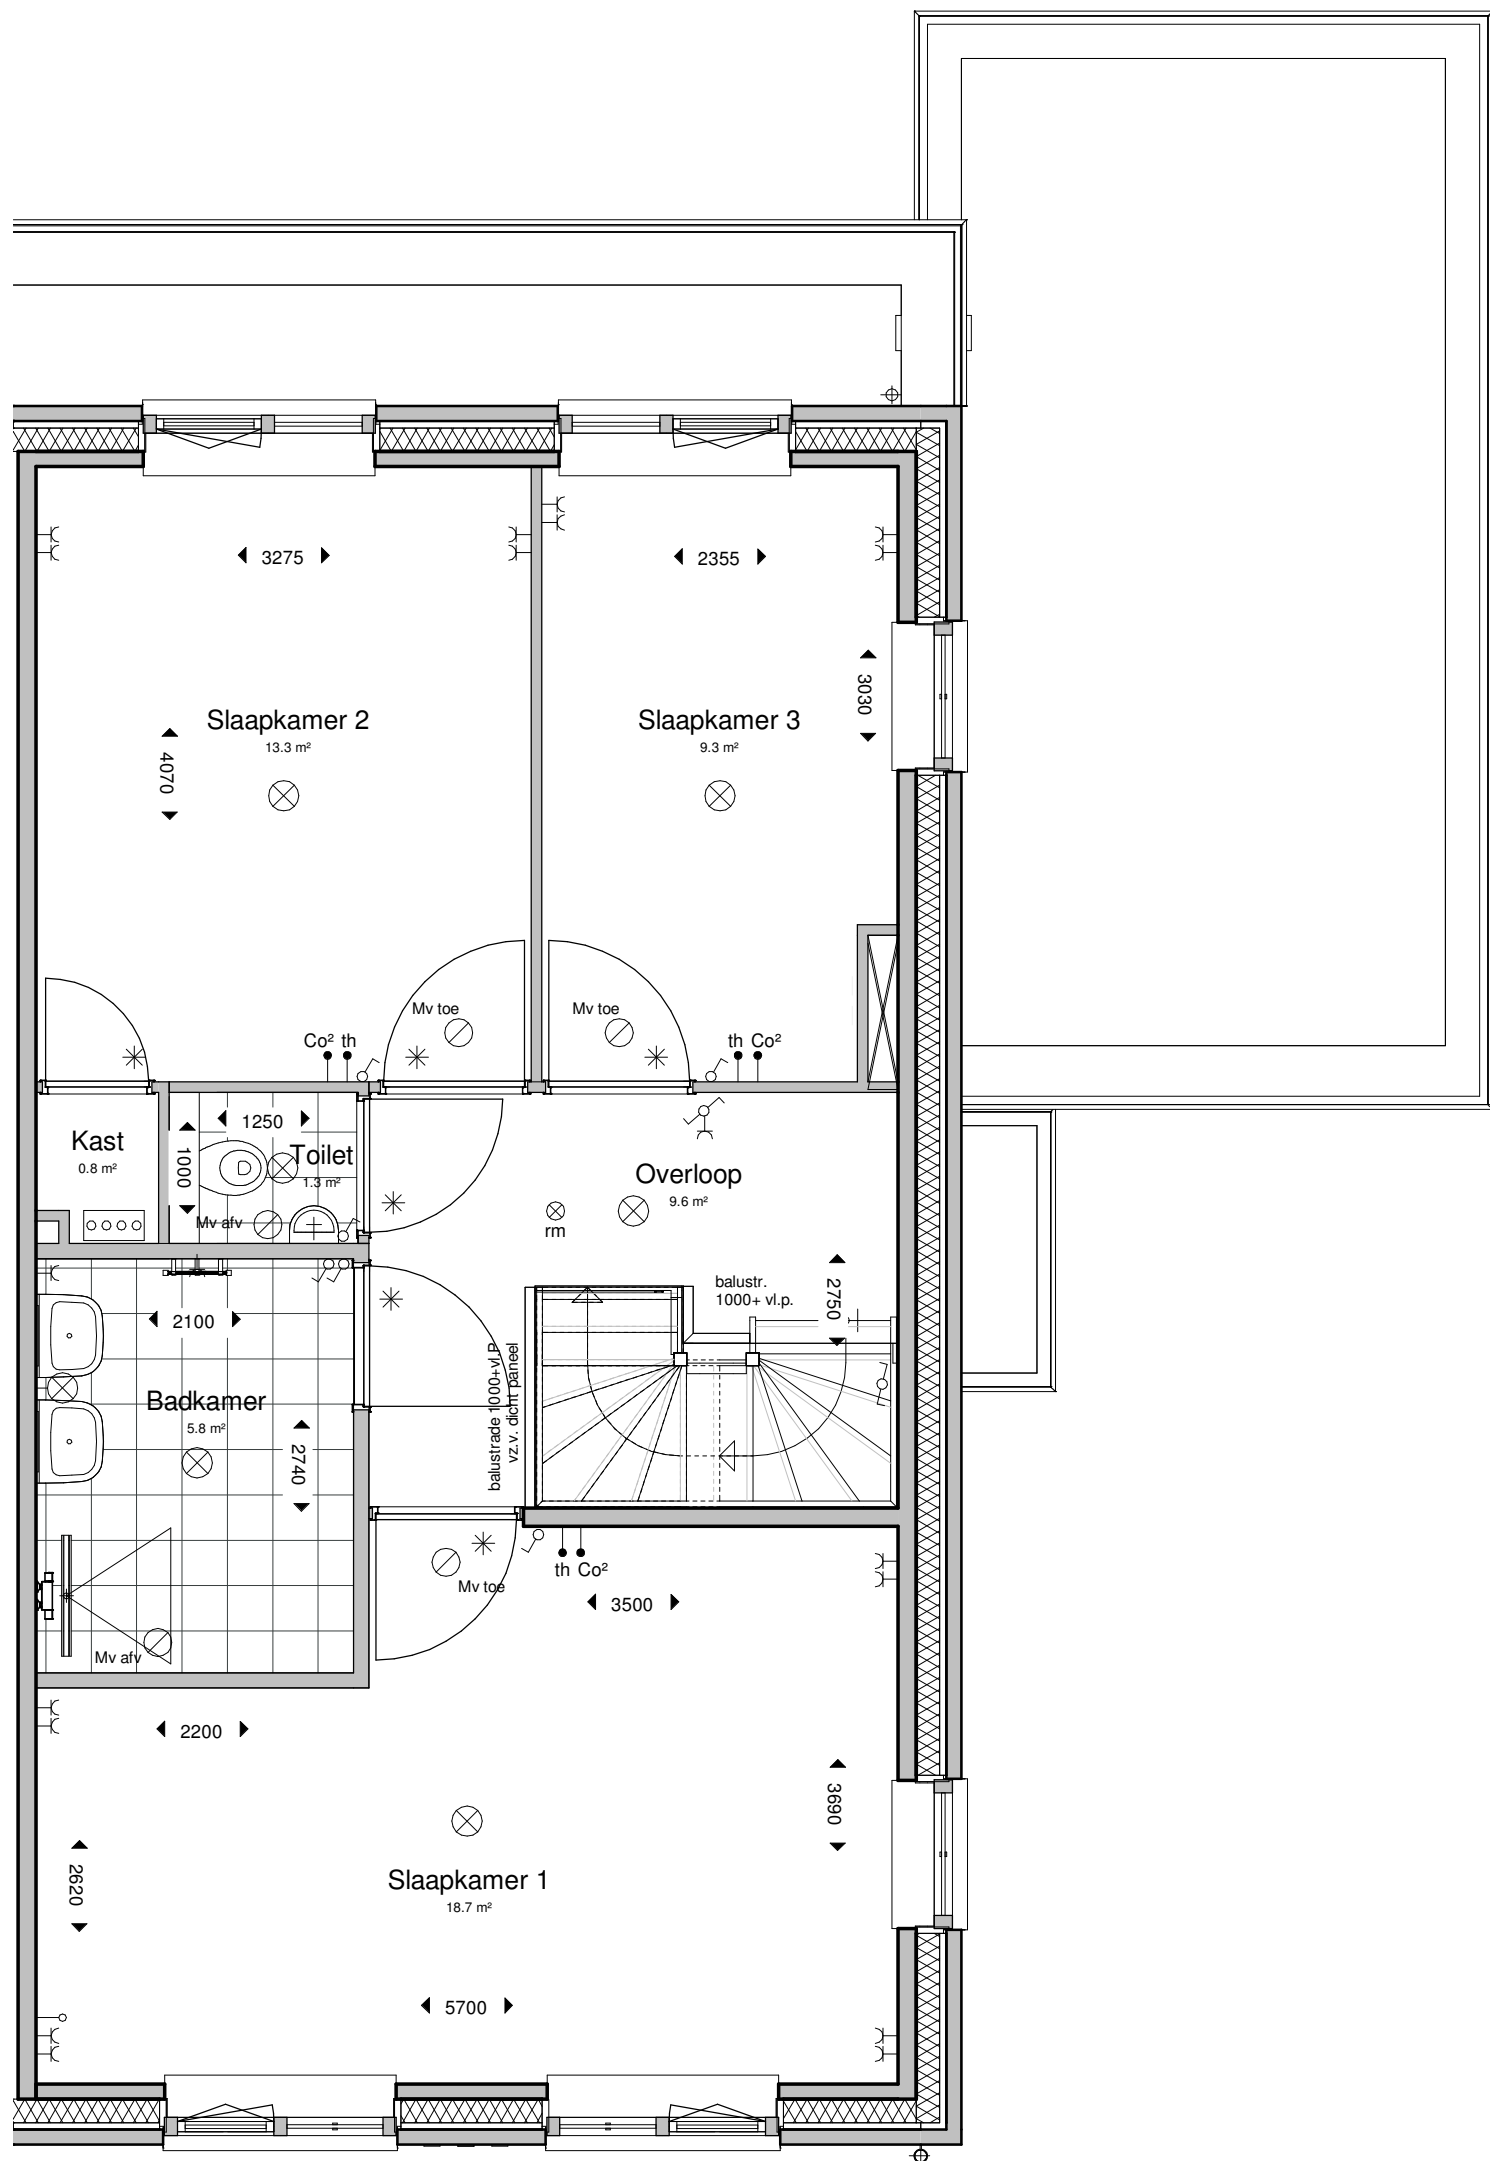 3275
2355
3030
Slaapkamer 2
13.3 m²
4070
Slaapkamer 3
9.3 m²
Mv toe
Mv toe
Co² th
th Co²
Kast
0.8 m²
1250
1000
Toilet
1.3 m²
Mv afv
Overloop
9.6 m²
rm
balustr.
1000+ vl.p.
2750
2100
balustrade 1000+vl.P
vz.v. dicht paneel
Badkamer
5.8 m²
2740
Mv afv
Mv toe
th Co²
3500
2200
3690
2620
Slaapkamer 1
18.7 m²
5700